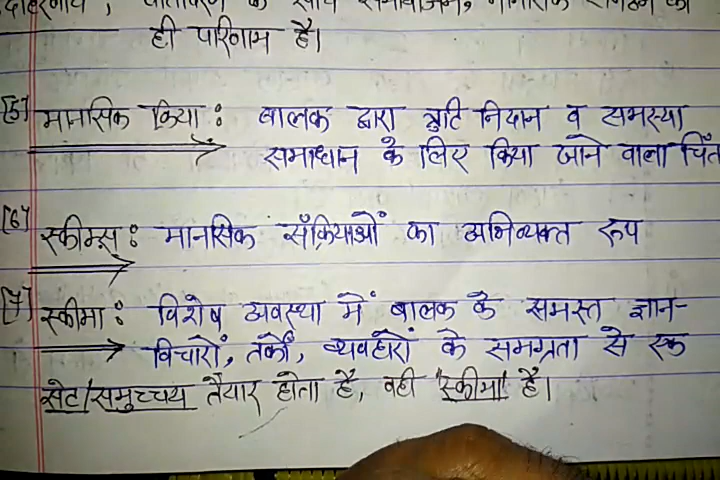 ही परिणाम है।
[5] मानसिक क्रिया : बालक द्वारा त्रुटि निदान व समस्या
समाधान के लिए किया जाने वाला
[6] स्कीम्स : मानसिक सँक्रियाओं का अभिव्यक्त रूप
[7] स्कीमा : विशेष अवस्था में बालक के समस्त ज्ञान-
विचारों, तर्कों, व्यवहारों के समग्रता से एक
सेट/समुच्चय तैयार होता है, वही 'स्कीमा' है।